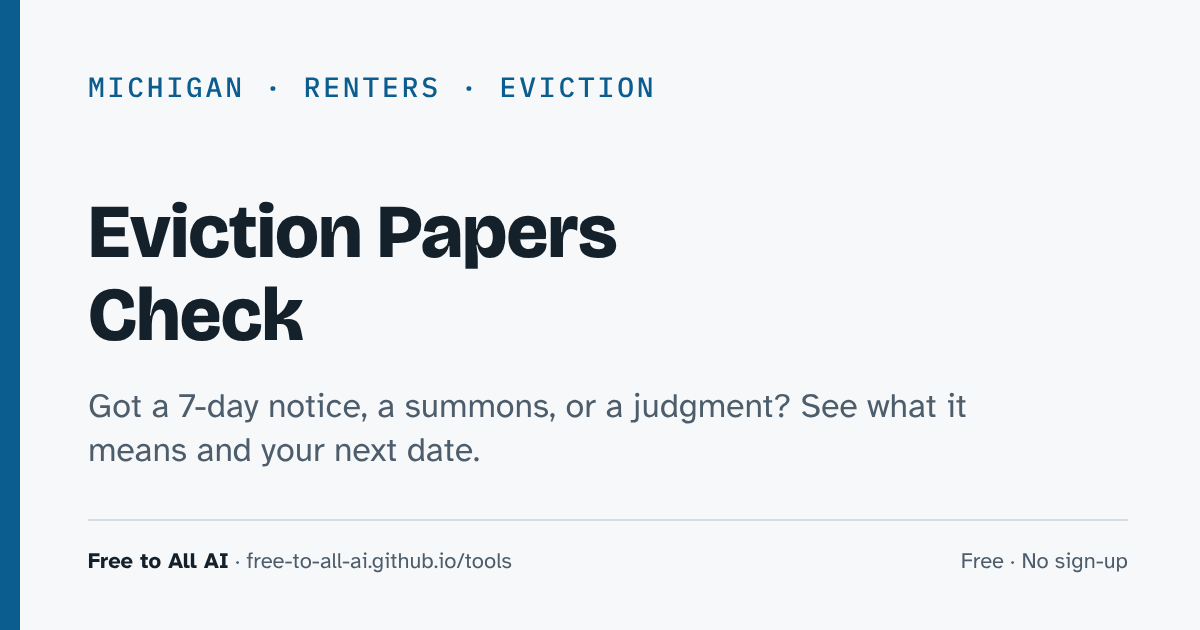 MICHIGAN · RENTERS · EVICTION
Eviction Papers
Check
Got a 7-day notice, a summons, or a judgment? See what it
means and your next date.
Free to All AI · free-to-all-ai.github.io/tools
Free · No sign-up